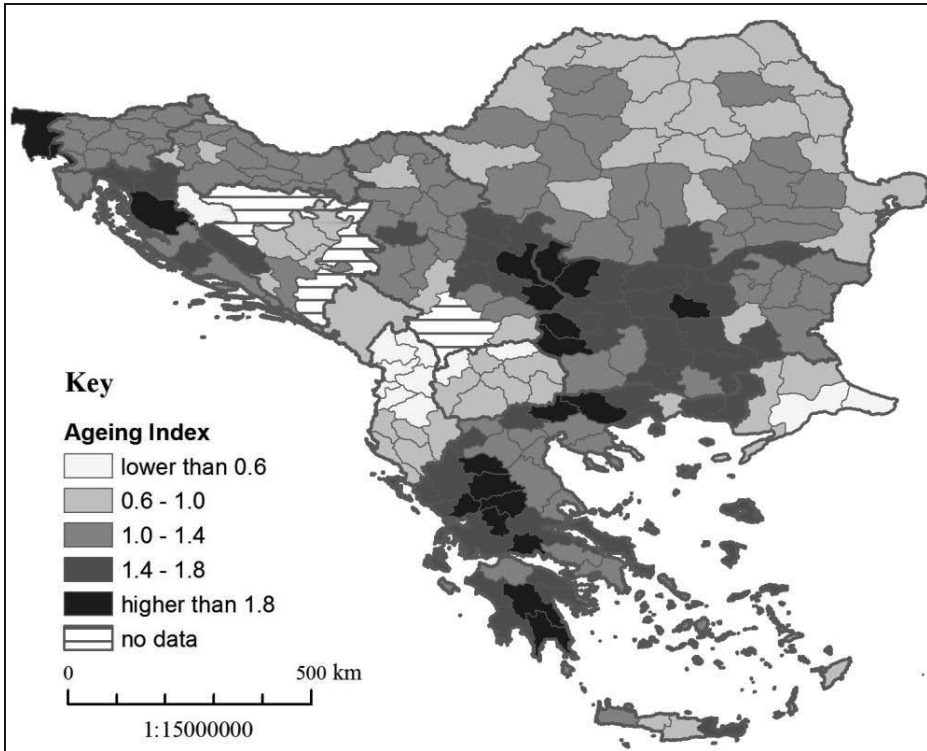 Key
Ageing Index
lower than 0.6
0.6 - 1.0
1.0 - 1.4
1.4 - 1.8
higher than 1.8
no data
0 500 km
1:15000000